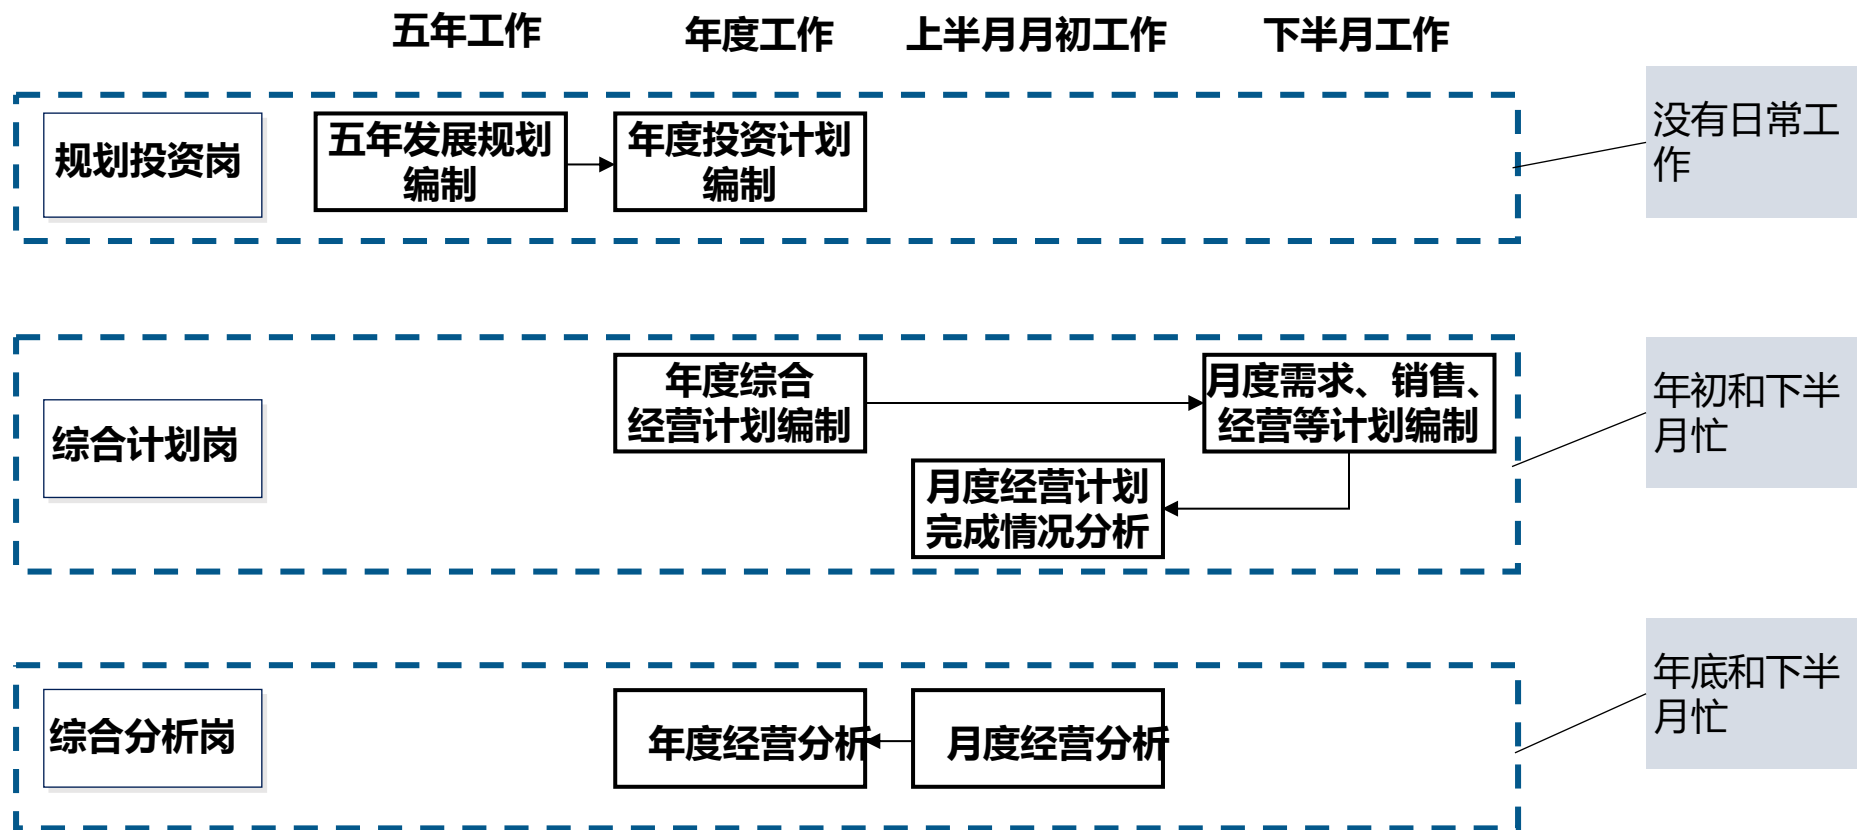 五年工作
年度工作
上半月月初工作
下半月工作
规划投资岗
五年发展规划
编制
年度投资计划
编制
没有日常工
作
综合计划岗
年度综合
经营计划编制
月度需求、销售、
经营等计划编制
月度经营计划
完成情况分析
年初和下半
月忙
综合分析岗
年度经营分析
月度经营分析
年底和下半
月忙